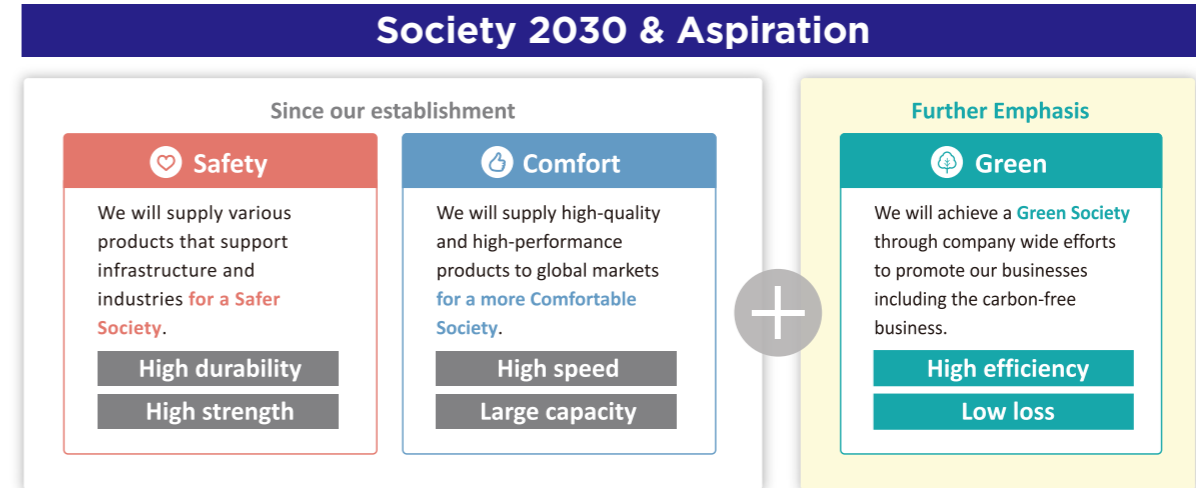 Society 2030 & Aspiration
Since our establishment
Safety
We will supply various
products that support
infrastructure and
industries for a Safer
Society.
High durability
High strength
Comfort
We will supply high-quality
and high-performance
products to global markets
for a more Comfortable
Society.
High speed
Large capacity
Further Emphasis
Green
We will achieve a Green Society
through company wide efforts
to promote our businesses
including the carbon-free
business.
High efficiency
Low loss